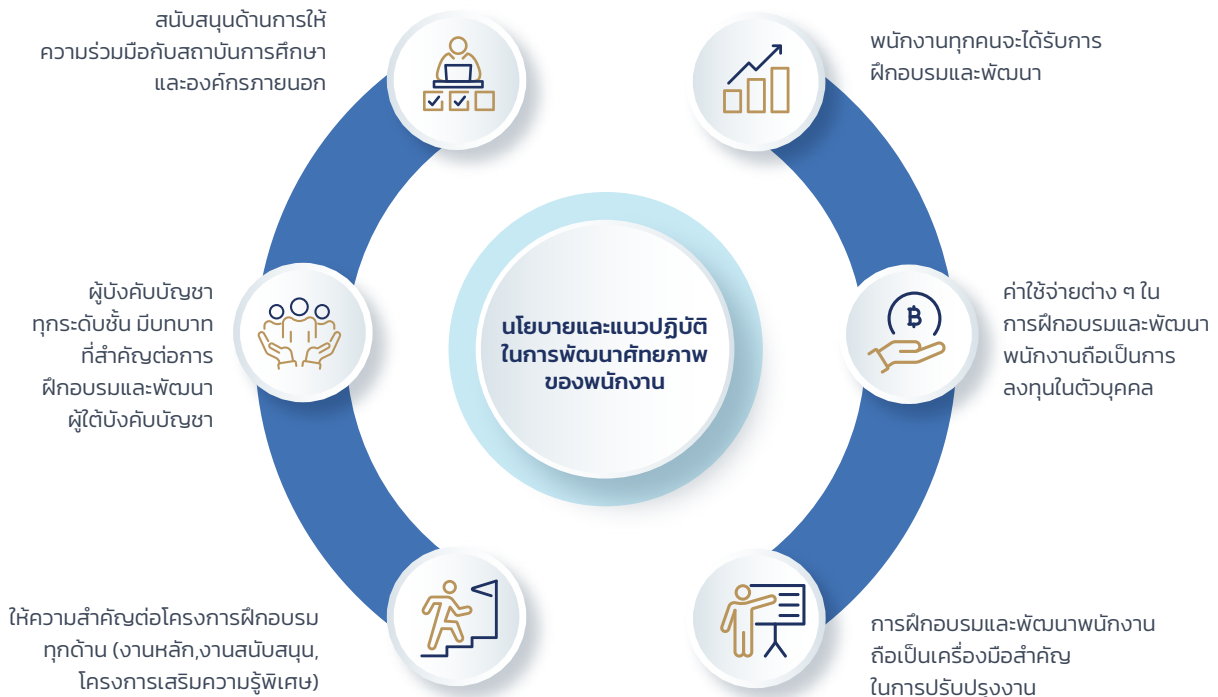 สนับสนุนด้านการให้
ความร่วมมือกับสถาบันการศึกษา
และองค์กรภายนอก
พนักงานทุกคนจะได้รับการ
ฝึกอบรมและพัฒนา
ผู้บังคับบัญชา
ทุกระดับชั้น มีบทบาท
ที่สำคัญต่อการ
ฝึกอบรมและพัฒนา
ผู้ใต้บังคับบัญชา
นโยบายและแนวปฏิบัติ
ในการพัฒนาศัทยภาพ
ของพนักงาน
ค่าใช้จ่ายต่าง ๆ ใน
การฝึกอบรมและพัฒนา
พนักงานถือเป็นการ
ลงทุนในตัวบุคคล
ให้ความสำคัญต่อโครงการฝึกอบรม
ทุกด้าน (งานหลัก,งานสนับสนุน,
โครงการเสริมความรู้พิเศษ)
การฝึกอบรมและพัฒนาพนักงาน
ถือเป็นเครื่องมือสำคัญ
ในการปรับปรุงงาน